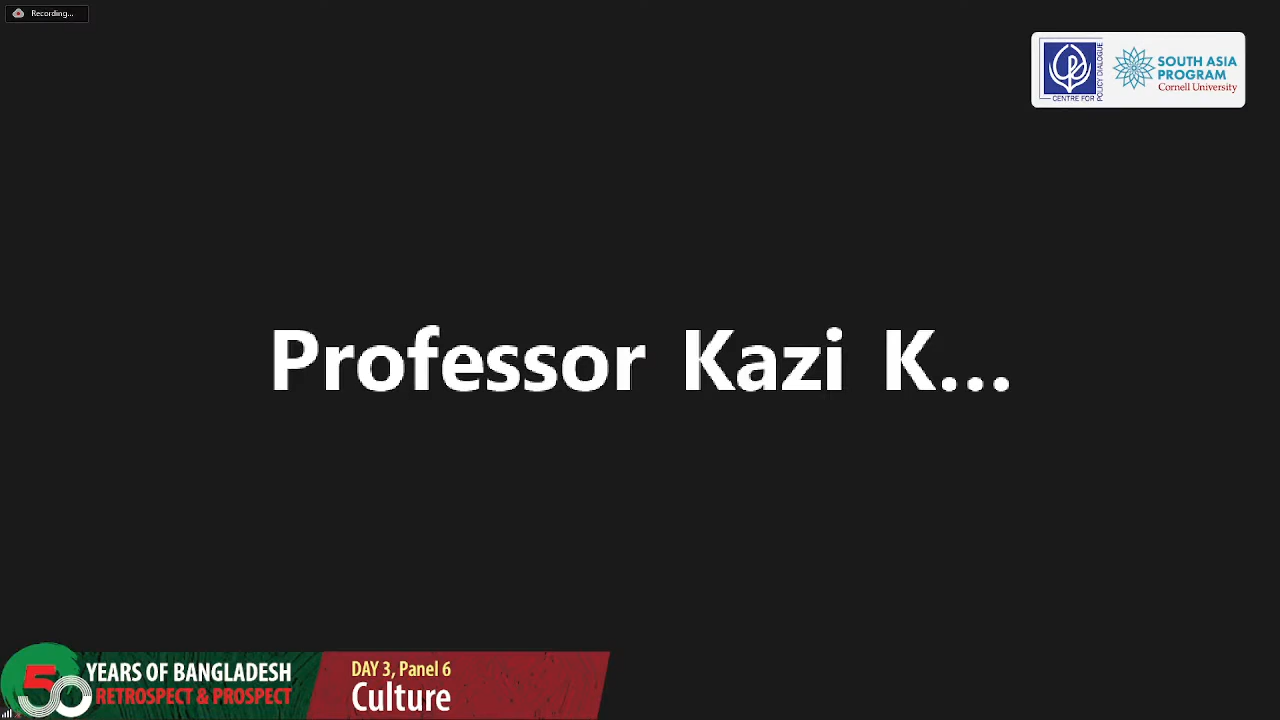 Recording...
CENTRE FOR POLICY DIALOGUE
SOUTH ASIA
PROGRAM
Cornell University
Professor Kazi K...
50 YEARS OF BANGLADESH
RETROSPECT & PROSPECT
DAY 3, Panel 6
Culture